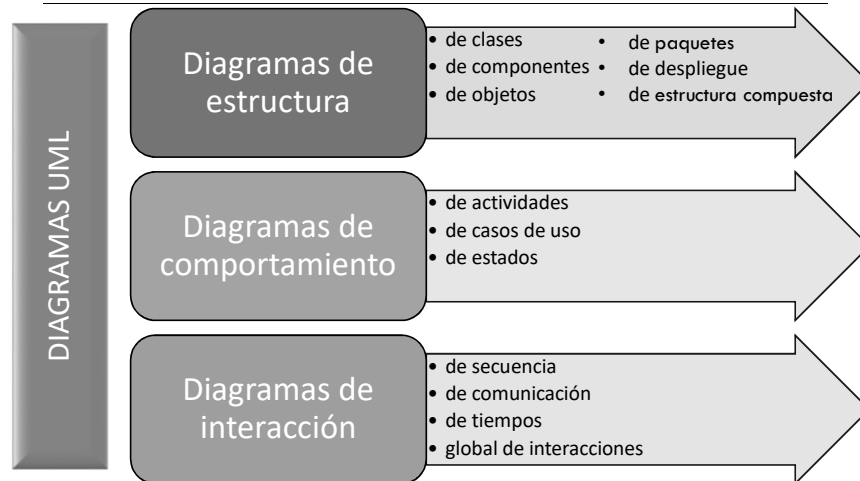 DIAGRAMAS UML
Diagramas de
estructura
• de clases
• de componentes
• de objetos
• de paquetes
• de despliegue
• de estructura compuesta
Diagramas de
comportamiento
• de actividades
• de casos de uso
• de estados
Diagramas de
interacción
• de secuencia
• de comunicación
• de tiempos
• global de interacciones